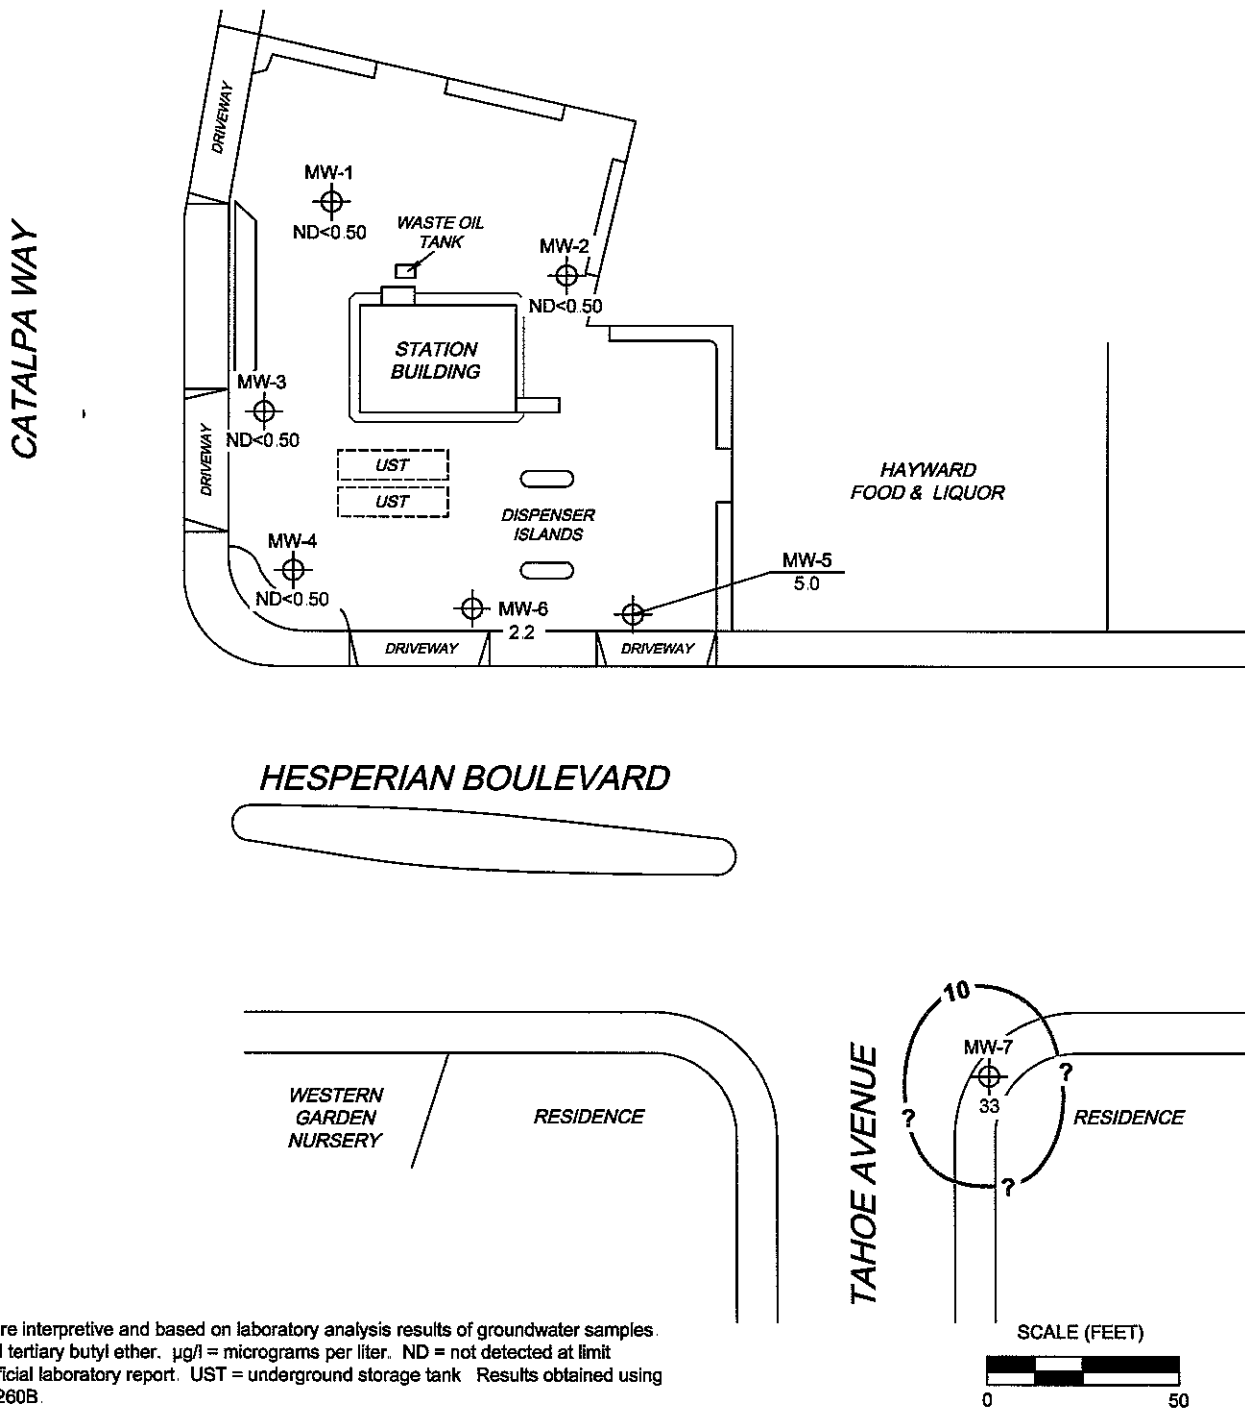 DRIVEWAY
MW-1
ND<0.50
WASTE OIL
TANK
MW-2
ND<0.50
CATALPA WAY
STATION
BUILDING
MW-3
ND<0.50
DRIVEWAY
UST
UST
HAYWARD
FOOD & LIQUOR
DISPENSER
ISLANDS
MW-4
ND<0.50
MW-5
5.0
MW-6
2.2
DRIVEWAY
DRIVEWAY
HESPERIAN BOULEVARD
10
MW-7
33
?
?
?
TAHOE AVENUE
WESTERN
GARDEN
NURSERY
RESIDENCE
RESIDENCE
re interpretive and based on laboratory analysis results of groundwater samples.
l tertiary butyl ether. µg/l = micrograms per liter. ND = not detected at limit
ficial laboratory report. UST = underground storage tank Results obtained using
260B.
SCALE (FEET)
0 50